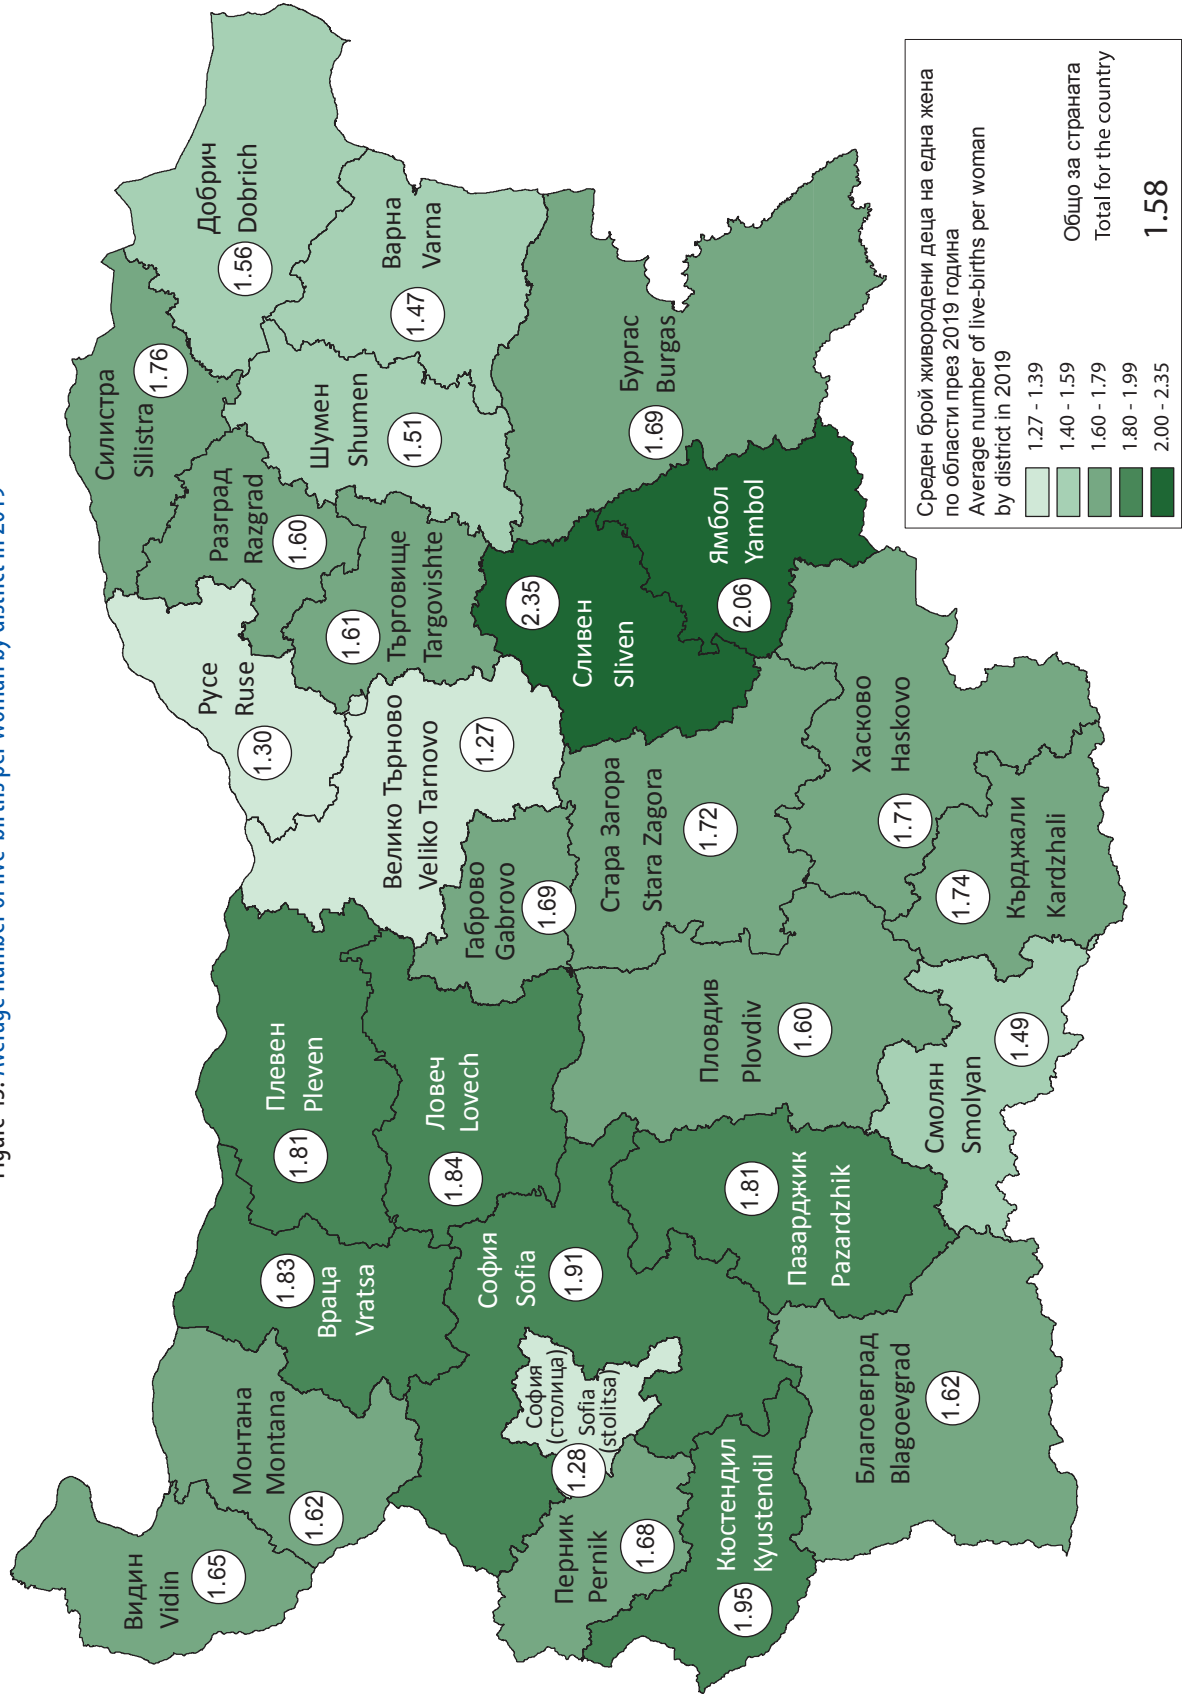 Figure 13. Average number of live-births per woman by district in 2019
Видин
Vidin
1.65
Монтана
Montana
1.62
Враца
Vratsa
1.83
Плевен
Pleven
1.81
Ловеч
Lovech
1.84
София
Sofia
1.91
София
(столица)
Sofia
(stolitsa)
1.28
Перник
Pernik
1.68
Кюстендил
Kyustendil
1.95
Благоевград
Blagoevgrad
1.62
Пазарджик
Pazardzhik
1.81
Пловдив
Plovdiv
1.60
Смолян
Smolyan
1.49
Велико Търново
Veliko Tarnovo
1.27
Габрово
Gabrovo
1.69
Стара Загора
Stara Zagora
1.72
Хасково
Haskovo
1.71
Кърджали
Kardzhali
1.74
Русе
Ruse
1.30
Разград
Razgrad
1.60
Търговище
Targovishte
1.61
Сливен
Sliven
2.35
Ямбол
Yambol
2.06
Силистра
Silistra
1.76
Шумен
Shumen
1.51
Добрич
Dobrich
1.56
Варна
Varna
1.47
Бургас
Burgas
1.69
Среден брой живородени деца на една жена
по области през 2019 година
Average number of live-births per woman
by district in 2019
1.27 - 1.39
1.40 - 1.59
1.60 - 1.79
1.80 - 1.99
2.00 - 2.35
Общо за страната
Total for the country
1.58